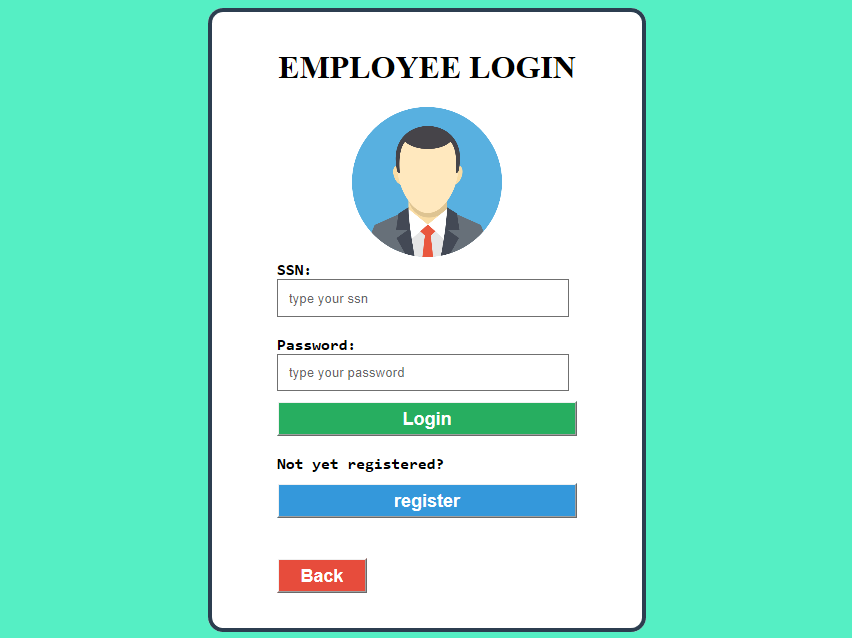 EMPLOYEE LOGIN
SSN:
type your ssn
Password:
type your password
Login
Not yet registered?
register
Back